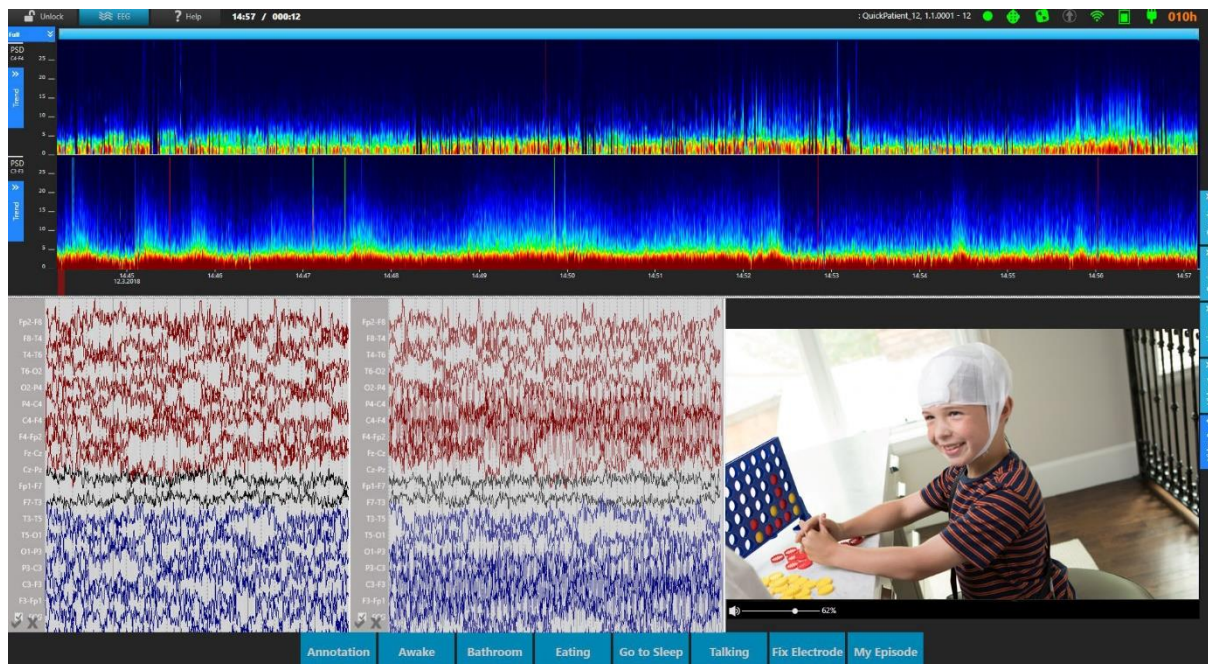 Unlock EEG ? Help 14:57 / 000:12 : QuickPatient_12, 1.1.0001 - 12 010h
Full
PSD
C4-F4
25
20
15
10
5
0
Trend
PSD
C3-F3
25
20
15
10
5
0
Trend
14:45 14:46 14:47 14:48 14:49 14:50 14:51 14:52 14:53 14:54 14:55 14:56 14:57
12.3.2018
Fp2-F8 Fp2-F8
F8-T4 F8-T4
T4-T6 T4-T6
T6-O2 T6-O2
O2-P4 O2-P4
P4-C4 P4-C4
C4-F4 C4-F4
F4-Fp2 F4-Fp2
Fz-Cz Fz-Cz
Cz-Pz Cz-Pz
Fp1-F7 Fp1-F7
F7-T3 F7-T3
T3-T5 T3-T5
T5-O1 T5-O1
O1-P3 O1-P3
P3-C3 P3-C3
C3-F3 C3-F3
F3-Fp1 F3-Fp1
62%
Annotation Awake Bathroom Eating Go to Sleep Talking Fix Electrode My Episode